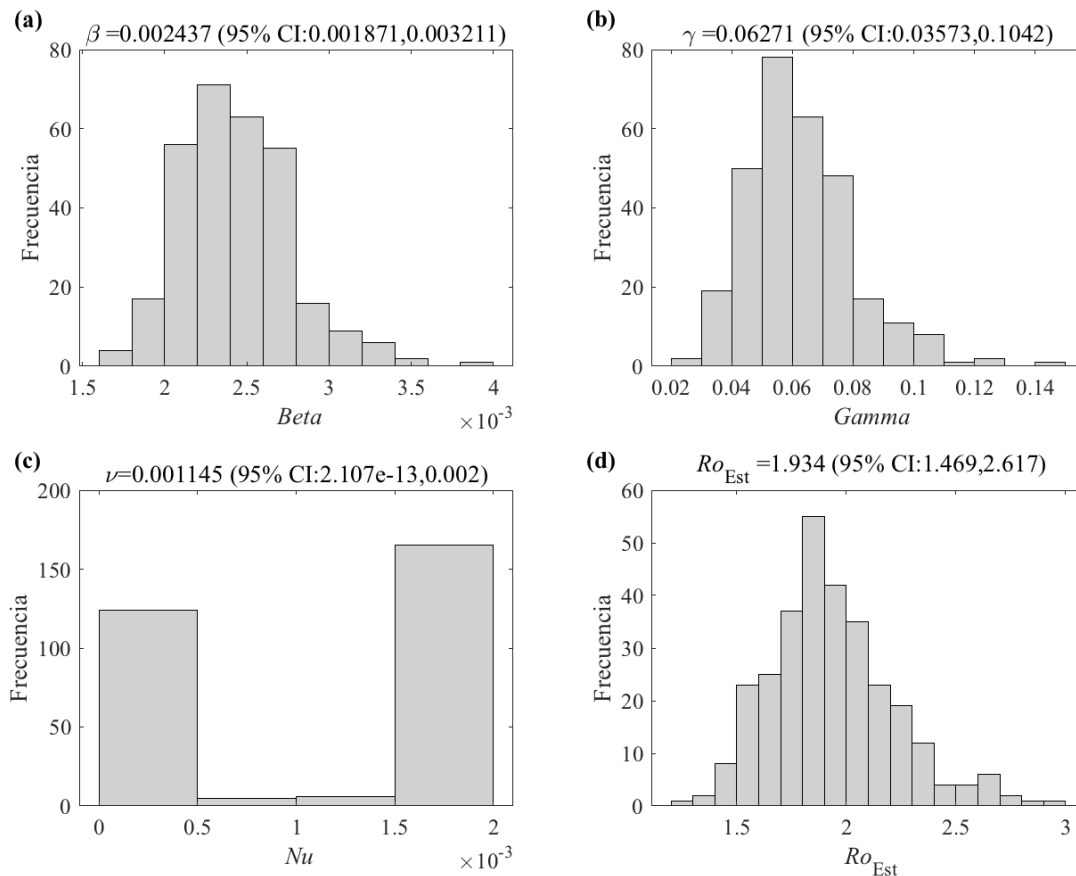 (a)
β =0.002437 (95% CI:0.001871,0.003211)
80
60
40
20
0
Frecuencia
1.5 2 2.5 3 3.5 4
×10⁻³
Beta
(b)
γ =0.06271 (95% CI:0.03573,0.1042)
80
60
40
20
0
Frecuencia
0.02 0.04 0.06 0.08 0.1 0.12 0.14
Gamma
(c)
ν=0.001145 (95% CI:2.107e-13,0.002)
200
150
100
50
0
Frecuencia
0 0.5 1 1.5 2
×10⁻³
Nu
(d)
Ro_Est =1.934 (95% CI:1.469,2.617)
60
50
40
30
20
10
0
Frecuencia
1.5 2 2.5 3
Ro_Est